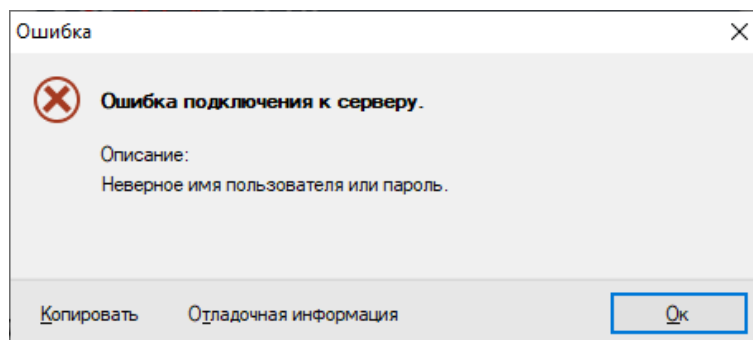 Ошибка
Ошибка подключения к серверу.
Описание:
Неверное имя пользователя или пароль.
Копировать Отладочная информация Ок